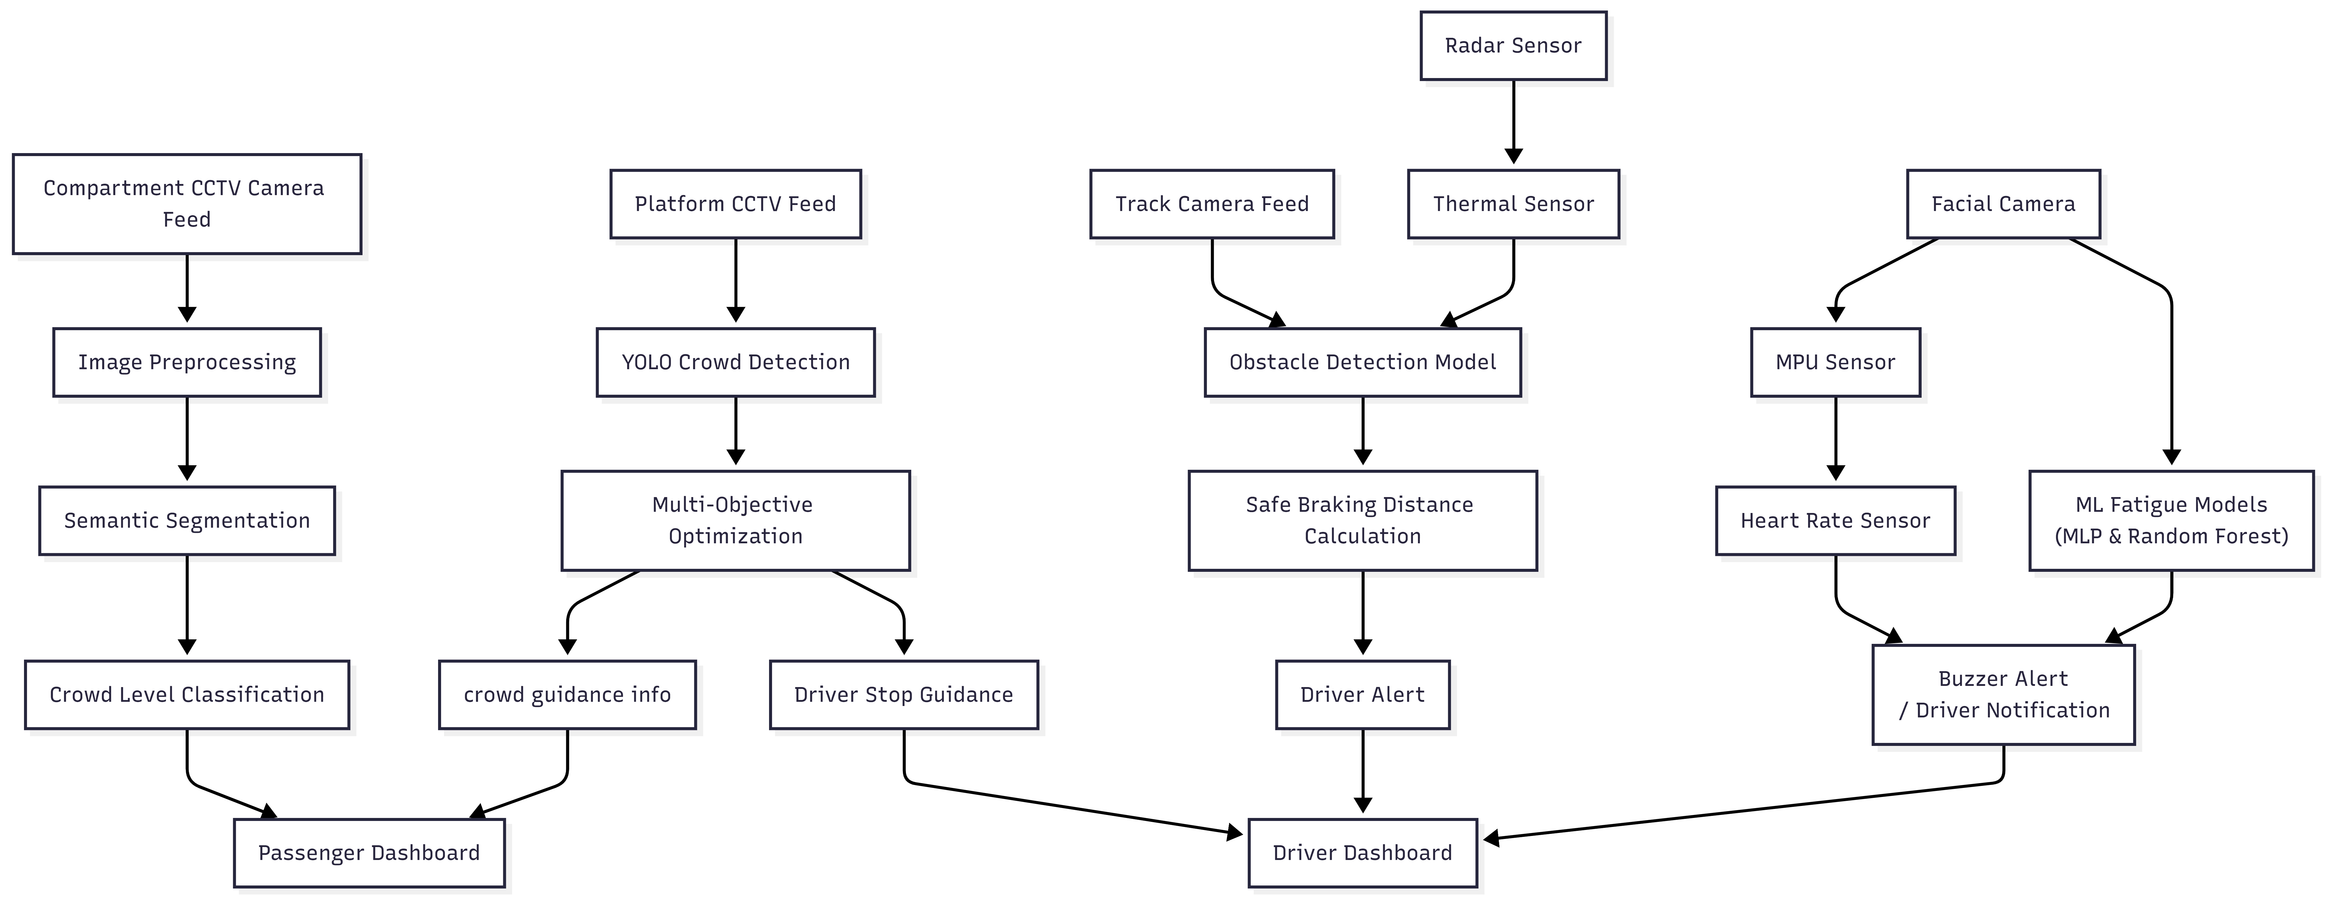 Radar Sensor
Compartment CCTV Camera
Feed
Platform CCTV Feed
Track Camera Feed
Thermal Sensor
Facial Camera
Image Preprocessing
YOLO Crowd Detection
Obstacle Detection Model
MPU Sensor
Semantic Segmentation
Multi-Objective
Optimization
Safe Braking Distance
Calculation
Heart Rate Sensor
ML Fatigue Models
(MLP & Random Forest)
Crowd Level Classification
crowd guidance info
Driver Stop Guidance
Driver Alert
Buzzer Alert
/ Driver Notification
Passenger Dashboard
Driver Dashboard